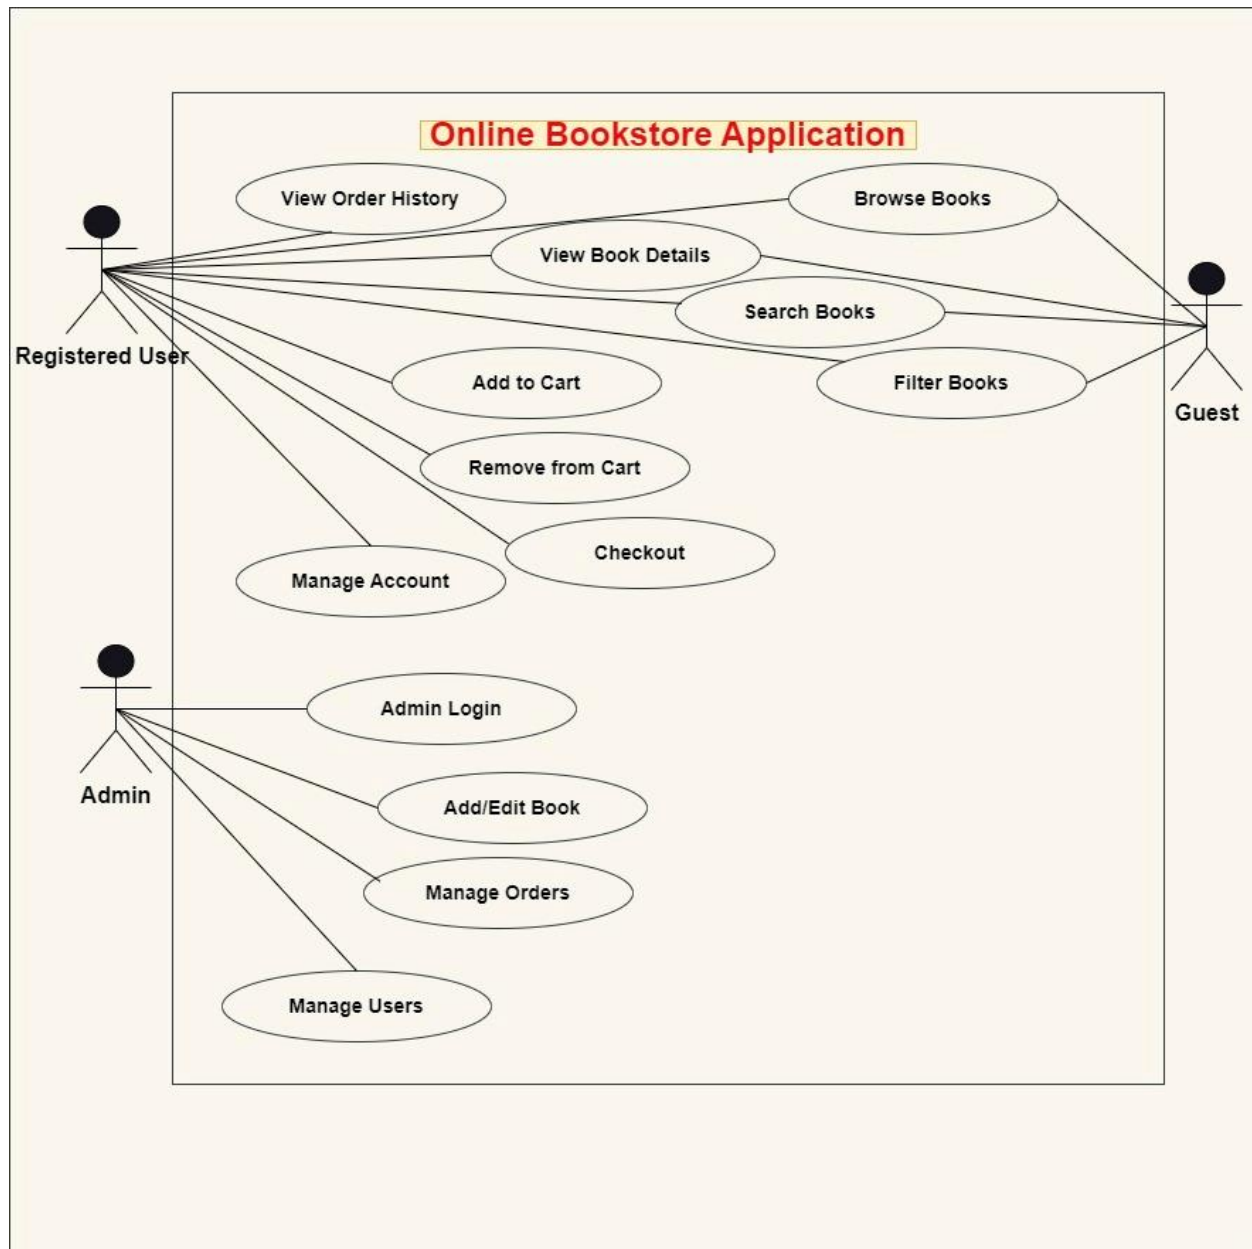 Online Bookstore Application
View Order History
Browse Books
View Book Details
Search Books
Registered User
Add to Cart
Filter Books
Guest
Remove from Cart
Checkout
Manage Account
Admin Login
Admin
Add/Edit Book
Manage Orders
Manage Users